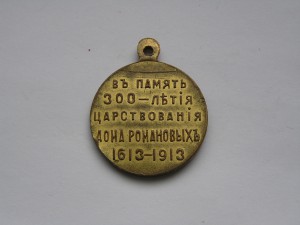 ВЪ ПАМЯТЬ
300-ЛѢТІЯ
ЦАРСТВОВАНІЯ
ДОМА РОМАНОВЫХЪ
1613-1913